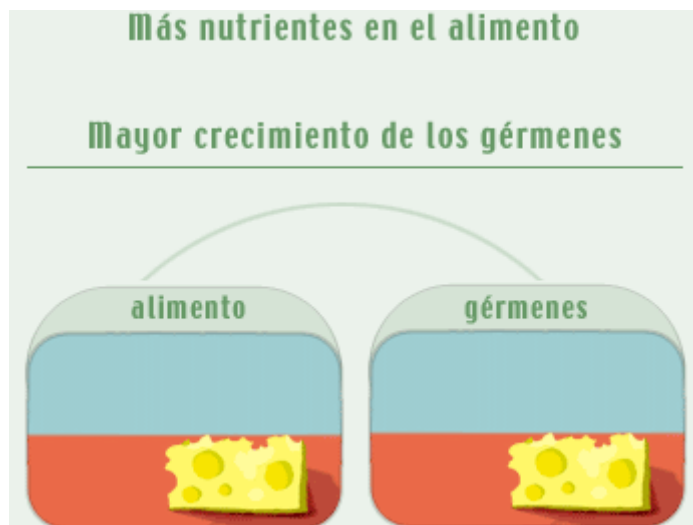 Más nutrientes en el alimento
Mayor crecimiento de los gérmenes
alimento
gérmenes